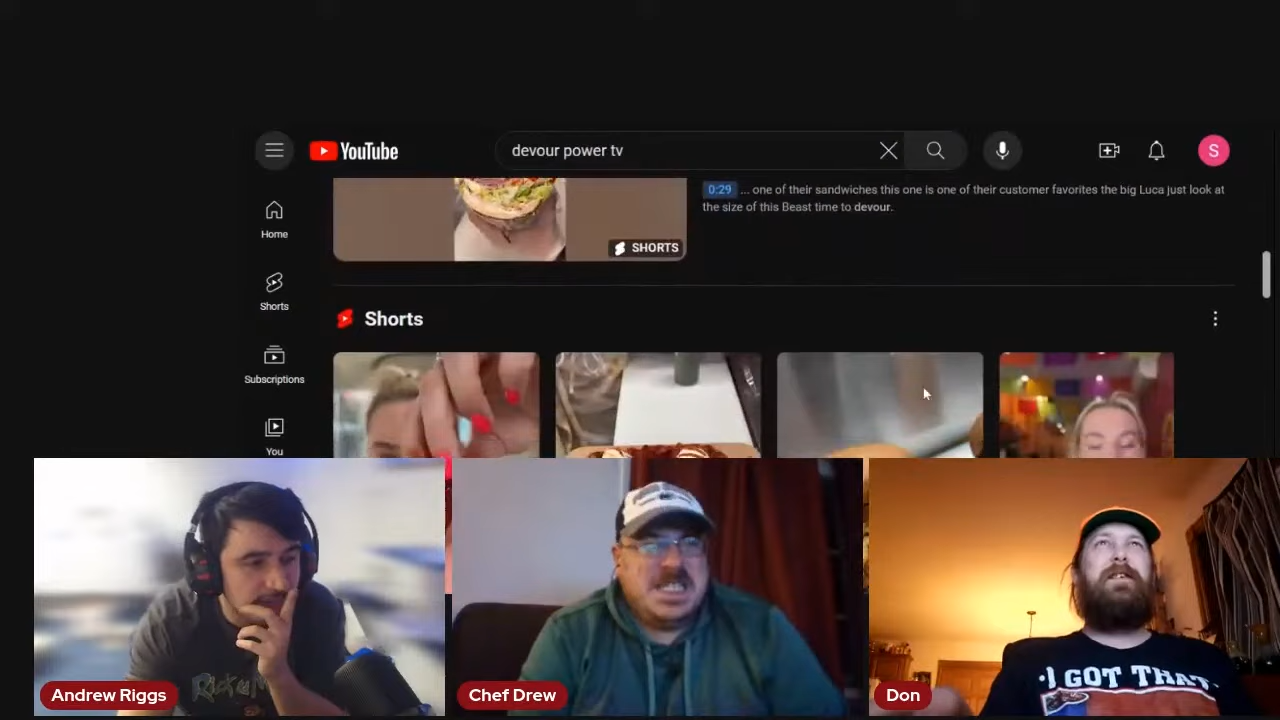 YouTube
devour power tv
S
0:29 ... one of their sandwiches this one is one of their customer favorites the big Luca just look at
the size of this Beast time to devour.
SHORTS
Home
Shorts
Shorts
Subscriptions
You
Andrew Riggs
Chef Drew
Don
I GOT THAT